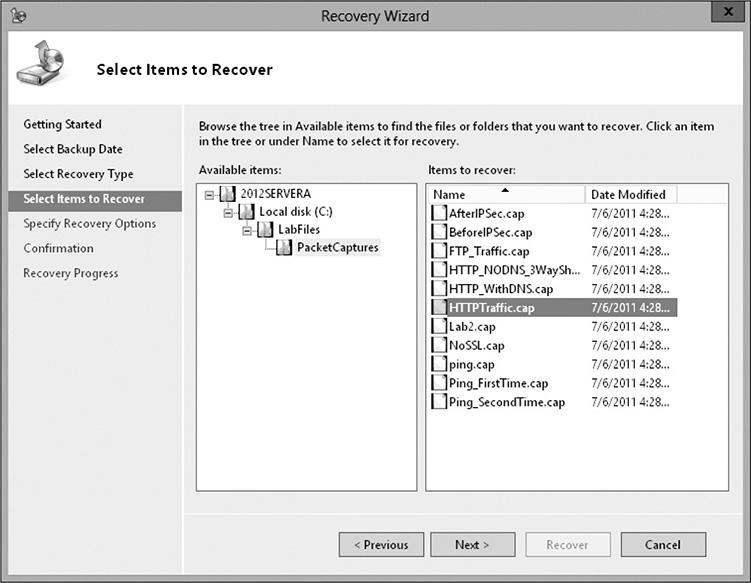 Recovery Wizard
X
Select Items to Recover
Getting Started
Select Backup Date
Select Recovery Type
Select Items to Recover
Specify Recovery Options
Confirmation
Recovery Progress
Browse the tree in Available items to find the files or folders that you want to recover. Click an item
in the tree or under Name to select it for recovery.
Available items:
2012SERVERA
Local disk (C:)
LabFiles
PacketCaptures
Items to recover:
Name Date Modified
AfterIPSec.cap 7/6/2011 4:28...
BeforeIPSec.cap 7/6/2011 4:28...
FTP_Traffic.cap 7/6/2011 4:28...
HTTP_NODNS_3WaySh... 7/6/2011 4:28...
HTTP_WithDNS.cap 7/6/2011 4:28...
HTTPTraffic.cap 7/6/2011 4:28...
Lab2.cap 7/6/2011 4:28...
NoSSL.cap 7/6/2011 4:28...
ping.cap 7/6/2011 4:28...
Ping_FirstTime.cap 7/6/2011 4:28...
Ping_SecondTime.cap 7/6/2011 4:28...
< Previous Next > Recover Cancel